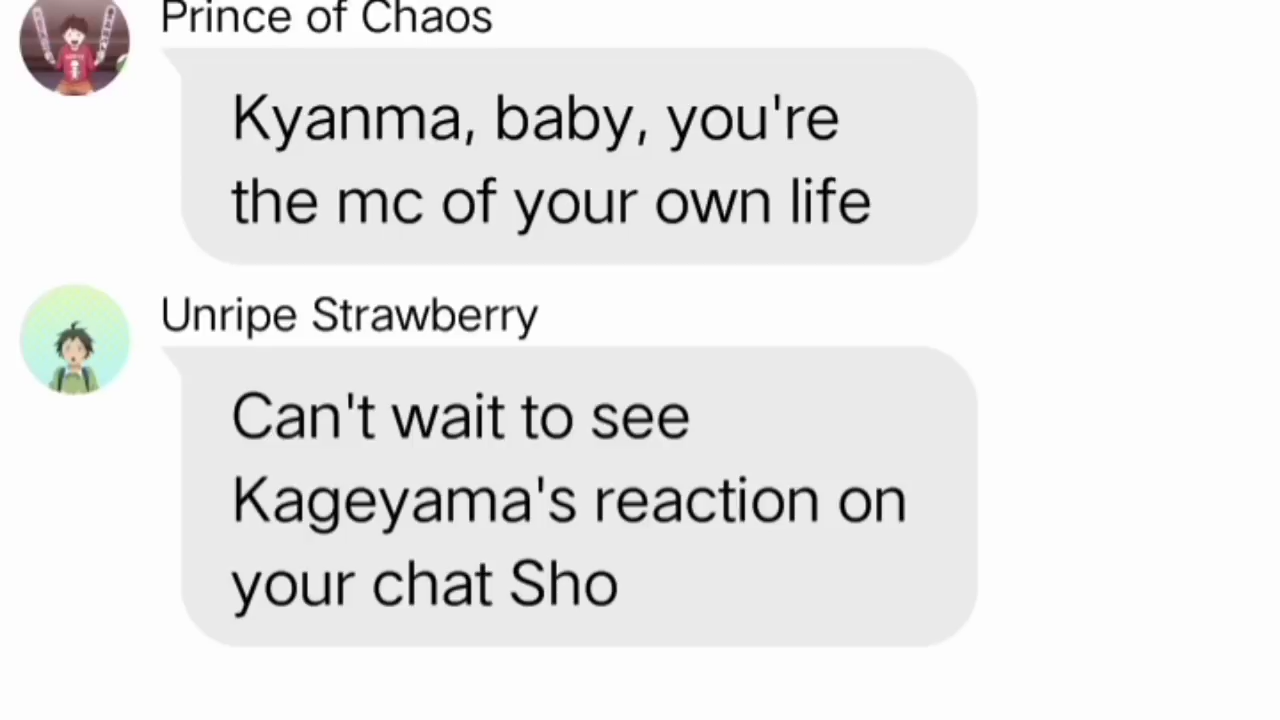 Prince of Chaos
Kyanma, baby, you're
the mc of your own life
Unripe Strawberry
Can't wait to see
Kageyama's reaction on
your chat Sho